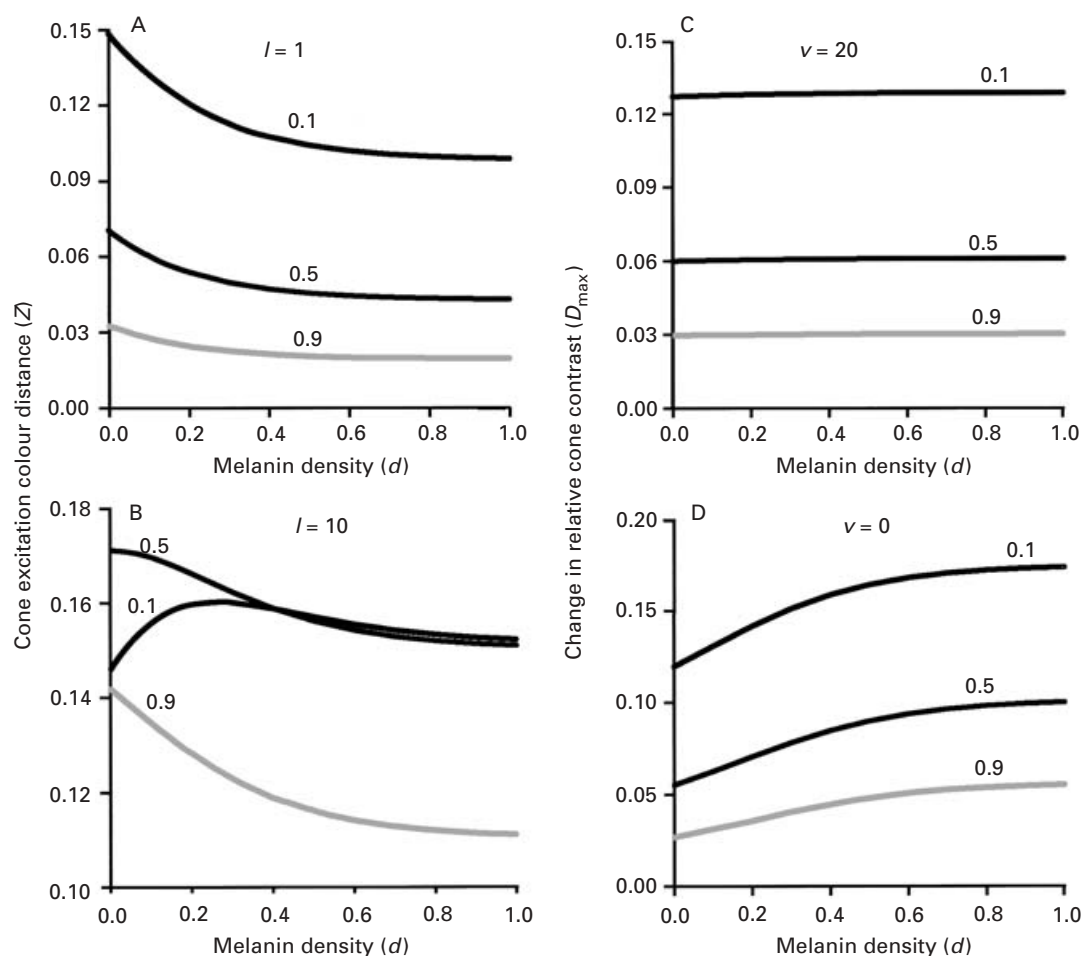 A
l = 1
0.15
0.12
0.09
0.06
0.03
0.00
0.1
0.5
0.9
0.0 0.2 0.4 0.6 0.8 1.0
Melanin density (d)
Cone excitation colour distance (Z)
B
l = 10
0.18
0.16
0.14
0.12
0.10
0.5
0.1
0.9
0.0 0.2 0.4 0.6 0.8 1.0
Melanin density (d)
C
v = 20
0.15
0.12
0.09
0.06
0.03
0.00
0.1
0.5
0.9
0.0 0.2 0.4 0.6 0.8 1.0
Melanin density (d)
Change in relative cone contrast (Dmax)
D
v = 0
0.20
0.15
0.10
0.05
0.00
0.1
0.5
0.9
0.0 0.2 0.4 0.6 0.8 1.0
Melanin density (d)